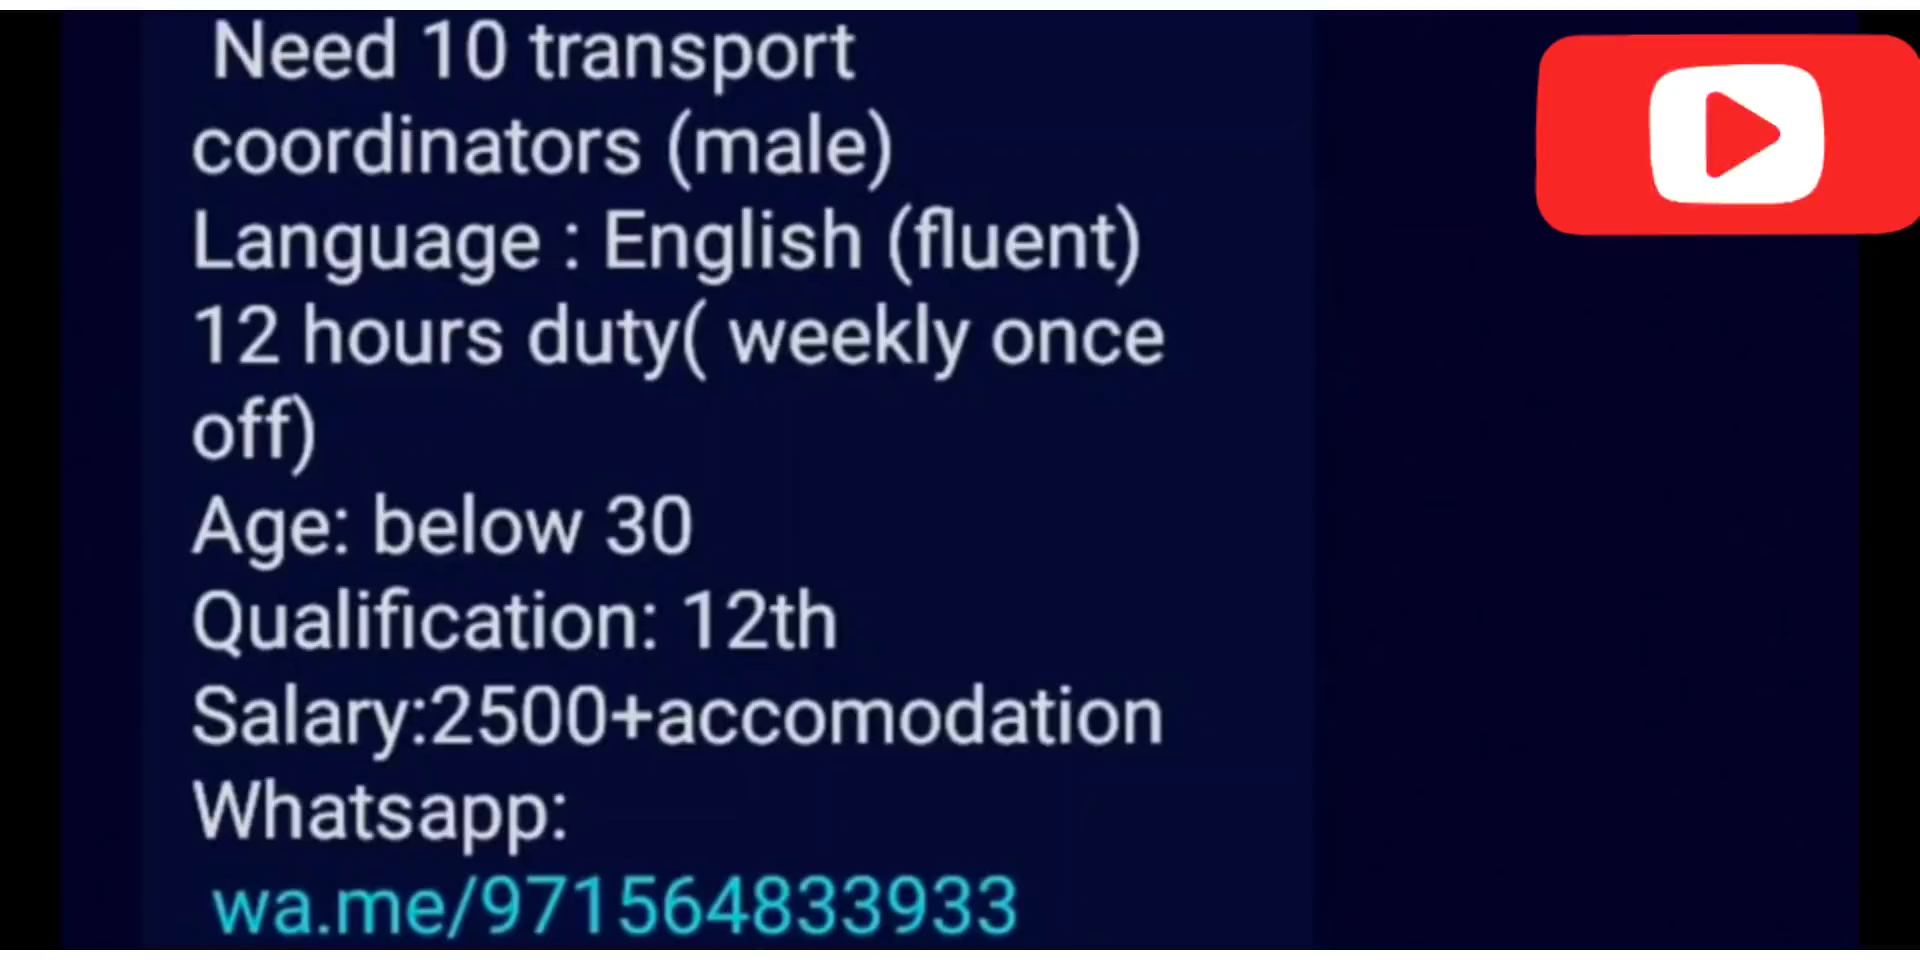 Need 10 transport
coordinators (male)
Language : English (fluent)
12 hours duty( weekly once
off)
Age: below 30
Qualification: 12th
Salary:2500+accomodation
Whatsapp:
wa.me/971564833933